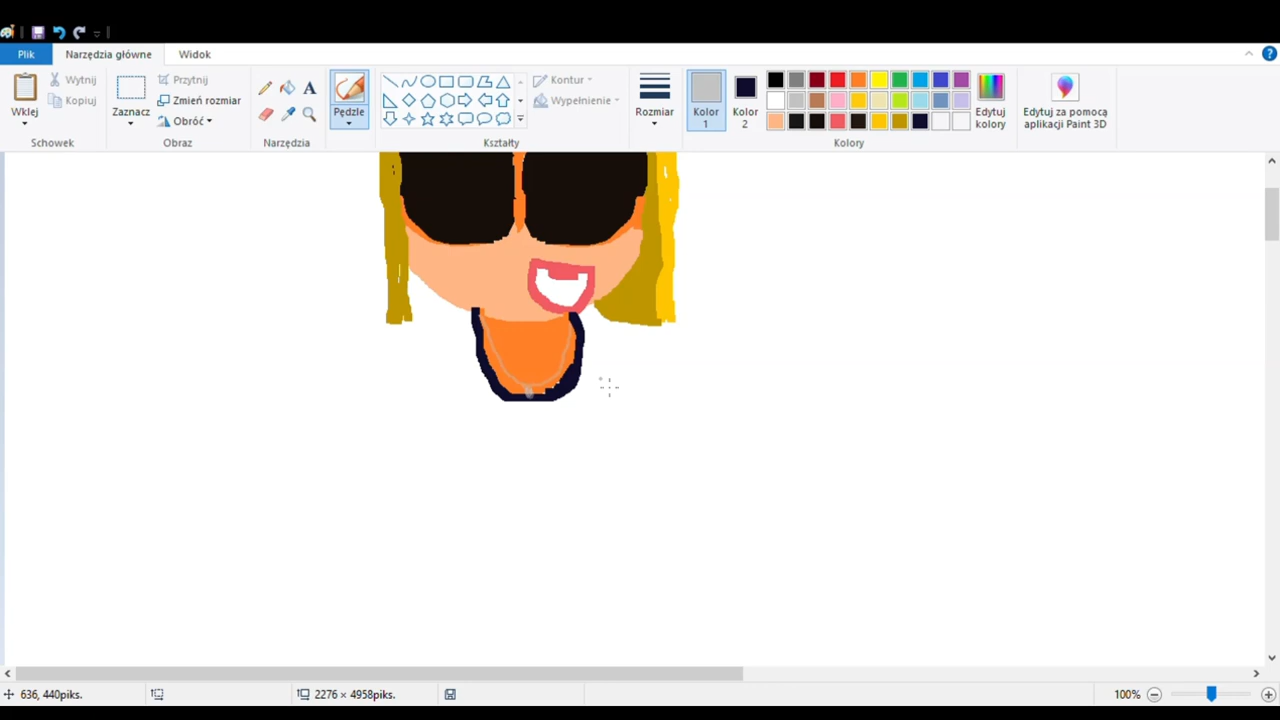 Plik Narzędzia główne Widok
Wklej
Wytnij
Kopiuj
Schowek
Zaznacz
Przytnij
Zmień rozmiar
Obróć
Obraz
A
Narzędzia
Pędzle
Kontur
Wypełnienie
Kształty
Rozmiar
Kolor 1
Kolor 2
Edytuj kolory
Kolory
Edytuj za pomocą aplikacji Paint 3D
636, 440piks. 2276 × 4958piks. 100%